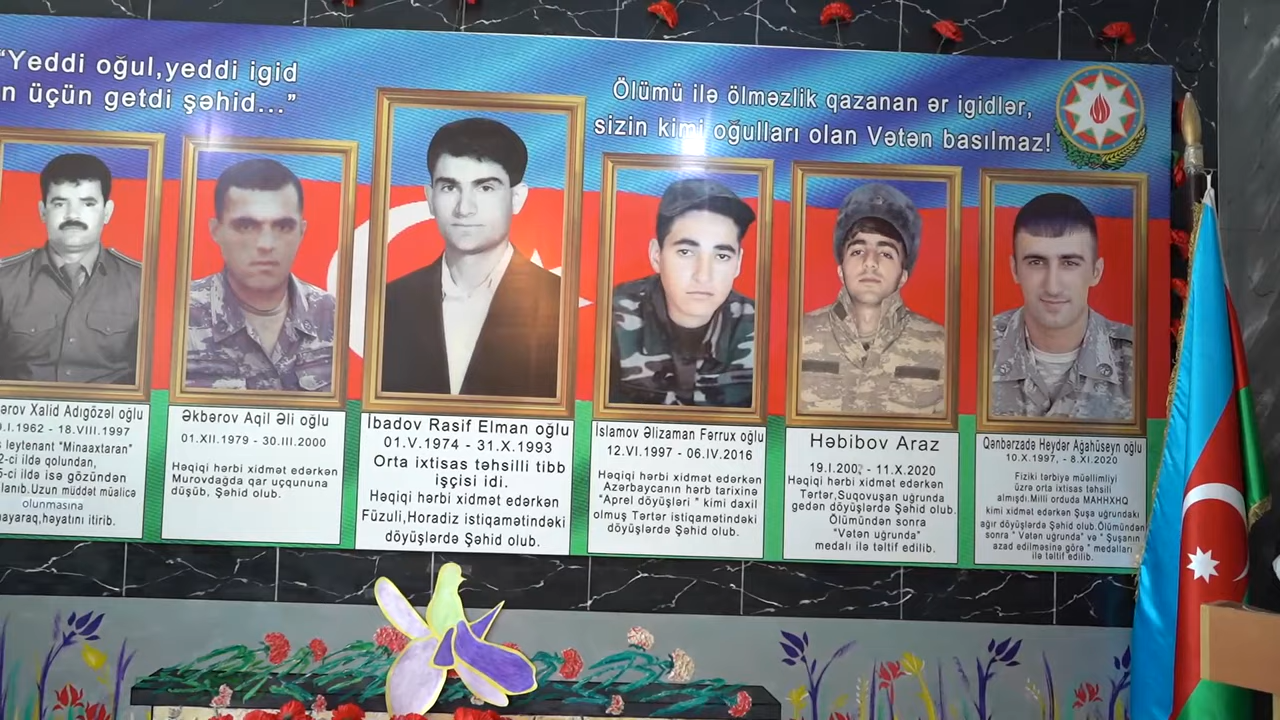 “Yeddi oğul,yeddi igid
n üçün getdi şəhid...”
Ölümü ilə ölməzlik qazanan ər igidlər,
sizin kimi oğulları olan Vətən basılmaz!
ərov Xalid Adıgözəl oğlu
.I.1962 - 18.VIII.1997
leytenant "Minaaxtaran"
2-ci ildə qolundan,
5-ci ildə isə gözündən
lanıb.Uzun müddət müalicə
olunmasına
ayaraq,həyatını itirib.
Əkbərov Aqil Əli oğlu
01.XII.1979 - 30.III.2000
Həqiqi hərbi xidmət edərkən
Murovdağda qar uçqununa
düşüb, Şəhid olub.
İbadov Rasif Elman oğlu
01.V.1974 - 31.X.1993
Orta ixtisas təhsilli tibb
işçisi idi.
Həqiqi hərbi xidmət edərkən
Füzuli,Horadiz istiqamətindəki
döyüşlərdə Şəhid olub.
İslamov Əlizaman Fərrux oğlu
12.VI.1997 - 06.IV.2016
Həqiqi hərbi xidmət edərkən
Azərbaycanın hərb tarixinə
"Aprel döyüşləri " kimi daxil
olmuş Tərtər istiqamətindəki
döyüşlərdə Şəhid olub.
Həbibov Araz
19.I.200 - 11.X.2020
Həqiqi hərbi xidmət edərkən
Tərtər,Suqovuşan uğrunda
gedən döyüşlərdə Şəhid olub.
Ölümündən sonra
"Vətən uğrunda"
medalı ilə təltif edilib.
Qənbərzadə Heydər Ağahüseyn oğlu
10.X.1997, - 8.XI.2020
Fiziki tərbiyə müəllimliyi
üzrə orta ixtisas təhsili
almışdı.Milli orduda MAHHXHQ
kimi xidmət edərkən Şuşa uğrundakı
ağır döyüşlərdə Şəhid olub.Ölümündən
sonra " Vətən uğrunda" və " Şuşanın
azad edilməsinə görə " medalları
ilə təltif edilib.